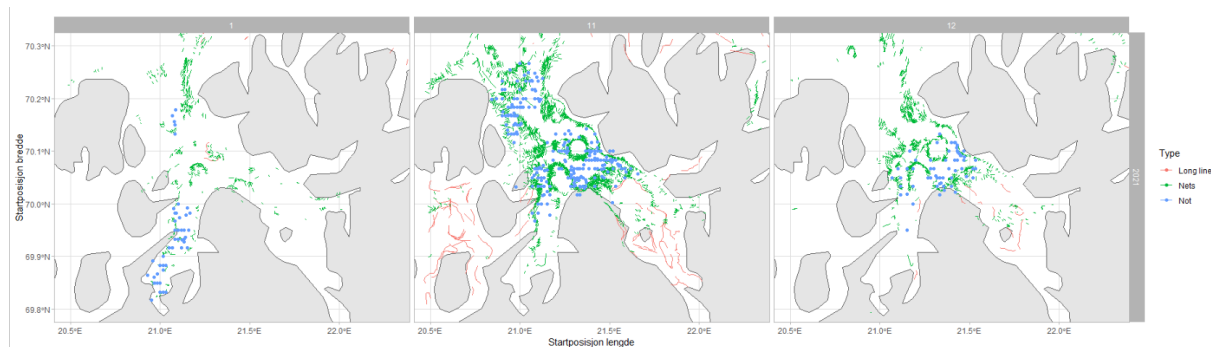 1 11 12
70.3°N
70.2°N
70.1°N
70.0°N
69.9°N
69.8°N
Startposisjon bredde
2021
Type
Long line
Nets
Not
20.5°E 21.0°E 21.5°E 22.0°E 20.5°E 21.0°E 21.5°E 22.0°E 20.5°E 21.0°E 21.5°E 22.0°E
Startposisjon lengde